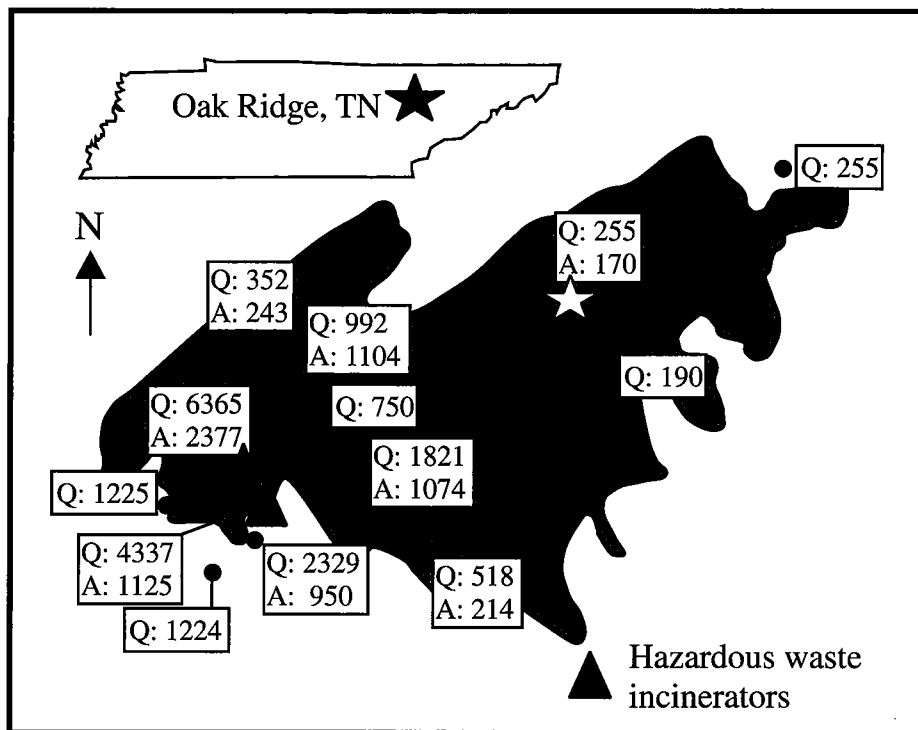 Oak Ridge, TN
N
Q: 255
Q: 255
A: 170
Q: 352
A: 243
Q: 992
A: 1104
Q: 190
Q: 750
Q: 6365
A: 2377
Q: 1821
A: 1074
Q: 1225
Q: 4337
A: 1125
Q: 2329
A: 950
Q: 518
A: 214
Q: 1224
Hazardous waste
incinerators